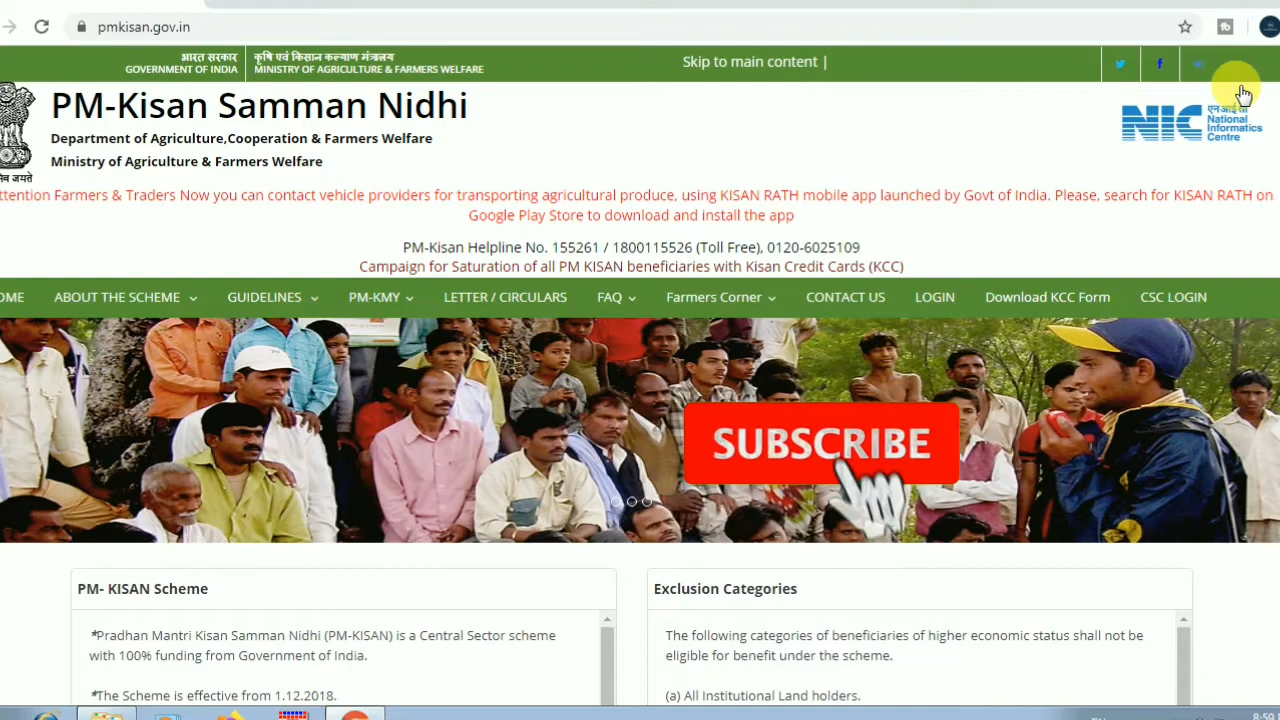 pmkisan.gov.in
भारत सरकार
GOVERNMENT OF INDIA
कृषि एवं किसान कल्याण मंत्रालय
MINISTRY OF AGRICULTURE & FARMERS WELFARE
Skip to main content |
PM-Kisan Samman Nidhi
Department of Agriculture,Cooperation & Farmers Welfare
Ministry of Agriculture & Farmers Welfare
NIC
एनआईसी
National
Informatics
Centre
ttention Farmers & Traders Now you can contact vehicle providers for transporting agricultural produce, using KISAN RATH mobile app launched by Govt of India. Please, search for KISAN RATH on
Google Play Store to download and install the app
PM-Kisan Helpline No. 155261 / 1800115526 (Toll Free), 0120-6025109
Campaign for Saturation of all PM KISAN beneficiaries with Kisan Credit Cards (KCC)
OME ABOUT THE SCHEME GUIDELINES PM-KMY LETTER / CIRCULARS FAQ Farmers Corner CONTACT US LOGIN Download KCC Form CSC LOGIN
SUBSCRIBE
PM- KISAN Scheme
*Pradhan Mantri Kisan Samman Nidhi (PM-KISAN) is a Central Sector scheme
with 100% funding from Government of India.
*The Scheme is effective from 1.12.2018.
Exclusion Categories
The following categories of beneficiaries of higher economic status shall not be
eligible for benefit under the scheme.
(a) All Institutional Land holders.